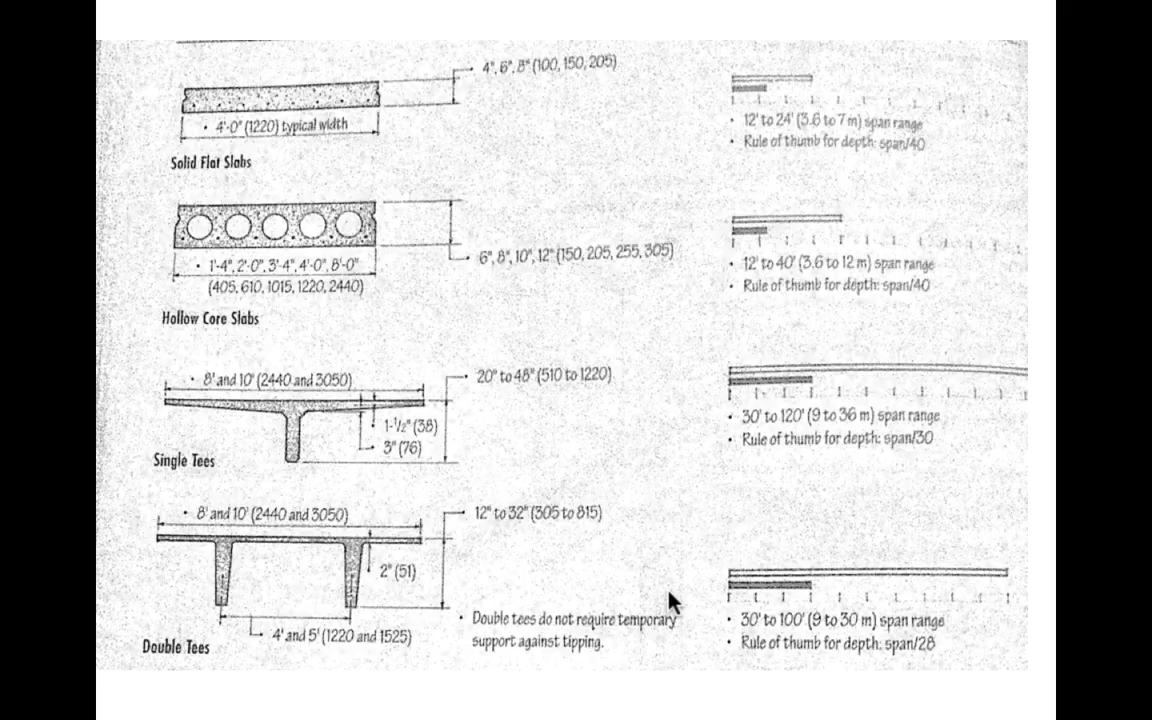 4", 6", 8" (100, 150, 205)
• 4'-0" (1220) typical width
Solid Flat Slabs
• 12' to 24' (3.6 to 7 m) span range
• Rule of thumb for depth: span/40
6", 8", 10", 12" (150, 205, 255, 305)
• 1'-4", 2'-0", 3'-4", 4'-0", 8'-0"
(405, 610, 1015, 1220, 2440)
Hollow Core Slabs
• 12' to 40' (3.6 to 12 m) span range
• Rule of thumb for depth: span/40
• 8' and 10' (2440 and 3050)
20" to 48" (510 to 1220)
1-1/2" (38)
3" (76)
Single Tees
• 30' to 120' (9 to 36 m) span range
• Rule of thumb for depth: span/30
• 8' and 10' (2440 and 3050)
12" to 32" (305 to 815)
2" (51)
4' and 5' (1220 and 1525)
Double Tees
• Double tees do not require temporary
support against tipping.
• 30' to 100' (9 to 30 m) span range
• Rule of thumb for depth: span/28